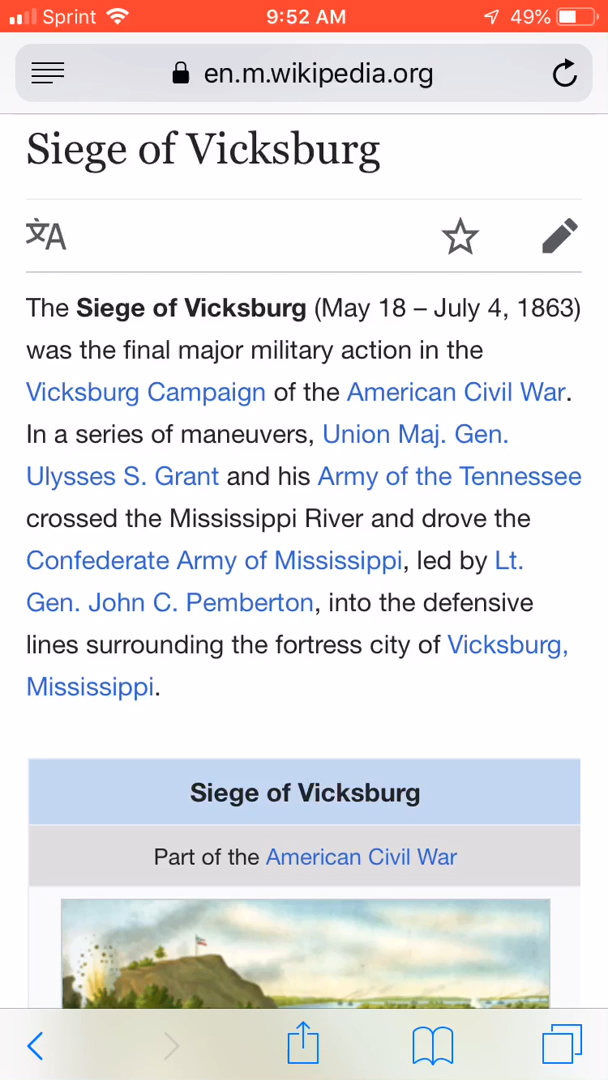 Sprint 9:52 AM 49%
en.m.wikipedia.org
Siege of Vicksburg
文A
The Siege of Vicksburg (May 18 – July 4, 1863)
was the final major military action in the
Vicksburg Campaign of the American Civil War.
In a series of maneuvers, Union Maj. Gen.
Ulysses S. Grant and his Army of the Tennessee
crossed the Mississippi River and drove the
Confederate Army of Mississippi, led by Lt.
Gen. John C. Pemberton, into the defensive
lines surrounding the fortress city of Vicksburg,
Mississippi.
Siege of Vicksburg
Part of the American Civil War